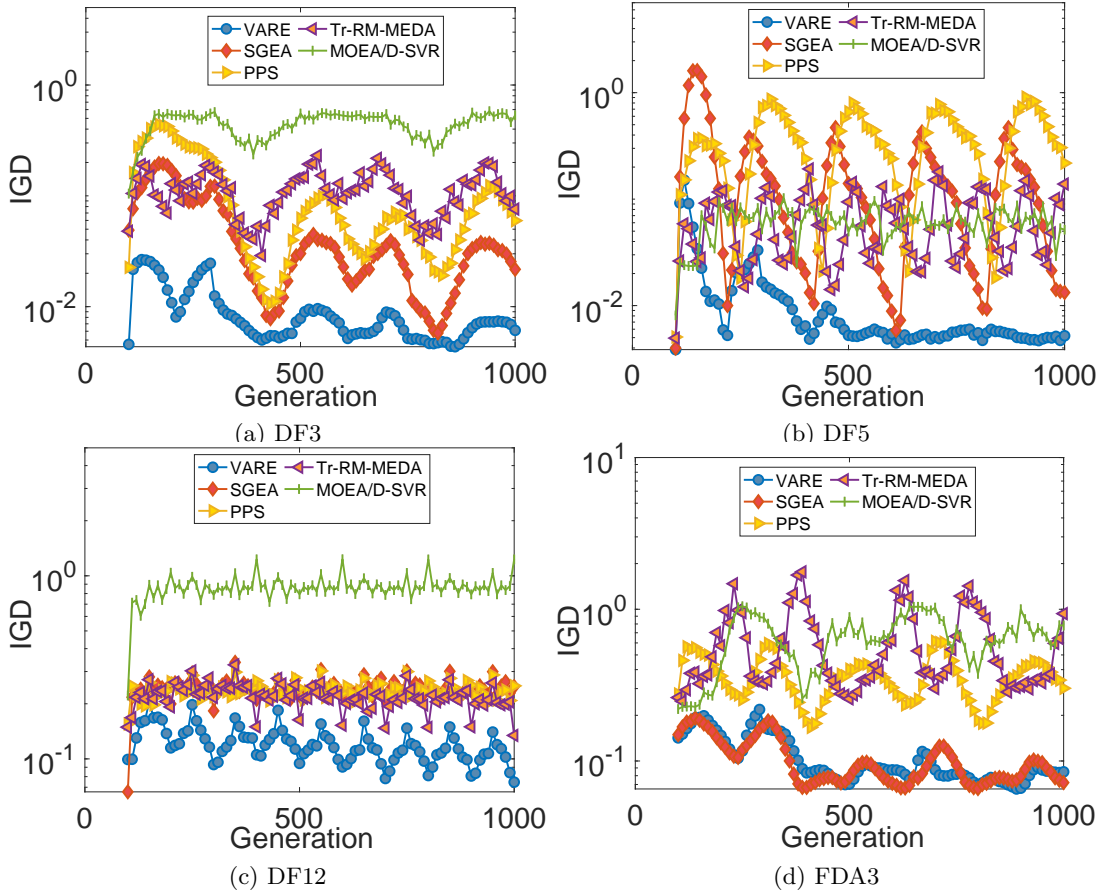 VARE Tr-RM-MEDA
SGEA MOEA/D-SVR
PPS
10^0
10^-2
IGD
0 500 1000
Generation
(a) DF3
VARE Tr-RM-MEDA
SGEA MOEA/D-SVR
PPS
10^0
10^-2
IGD
0 500 1000
Generation
(b) DF5
VARE Tr-RM-MEDA
SGEA MOEA/D-SVR
PPS
10^0
10^-1
IGD
0 500 1000
Generation
(c) DF12
10^1
VARE Tr-RM-MEDA
SGEA MOEA/D-SVR
PPS
10^0
10^-1
IGD
0 500 1000
Generation
(d) FDA3